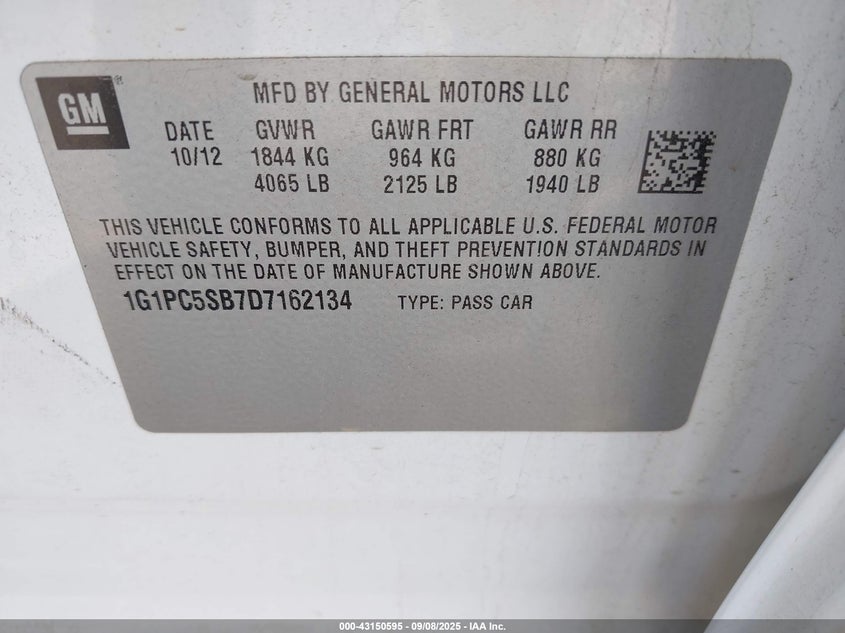 GM®
MFD BY GENERAL MOTORS LLC
DATE GVWR GAWR FRT GAWR RR
10/12 1844 KG 964 KG 880 KG
4065 LB 2125 LB 1940 LB
THIS VEHICLE CONFORMS TO ALL APPLICABLE U.S. FEDERAL MOTOR
VEHICLE SAFETY, BUMPER, AND THEFT PREVENTION STANDARDS IN
EFFECT ON THE DATE OF MANUFACTURE SHOWN ABOVE.
1G1PC5SB7D7162134 TYPE: PASS CAR
000-43150595 - 09/08/2025 - IAA Inc.